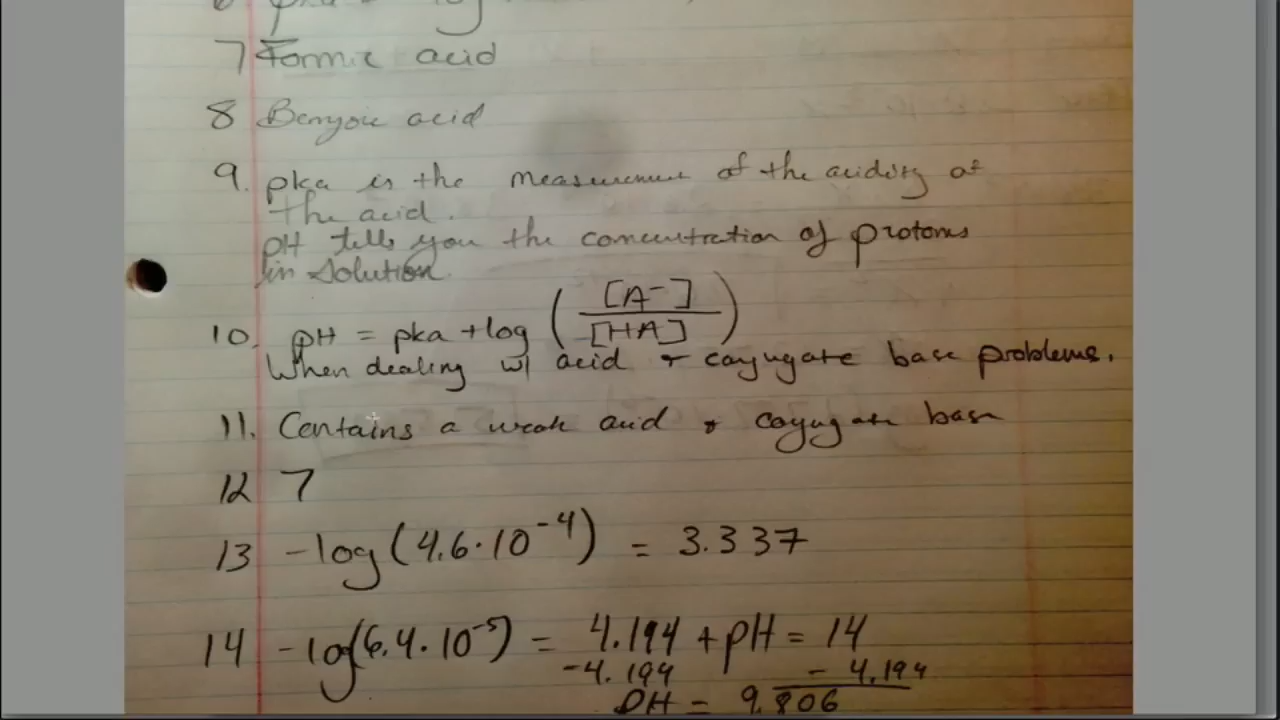 6 pka = log
7 Formic acid
8 Benzoic acid
9. pka is the measurement of the acidity of
the acid.
pH tells you the concentration of protons
in solution.
10. pH = pka + log ( [A-] / [HA] )
When dealing w/ acid & conjugate base problems.
11. Contains a weak acid & conjugate base
12 7
13 -log(4.6·10^-4) = 3.337
14 -log(6.4·10^-5) = 4.194 + pH = 14
-4.194 - 4.194
pH = 9.806